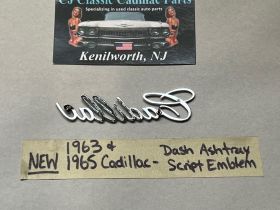 CJ Classic Cadillac Parts
Specializing in used classic auto parts
Kenilworth, NJ
Cadillac
NEW 1963 & 1965 Cadillac - Dash Ashtray Script Emblem